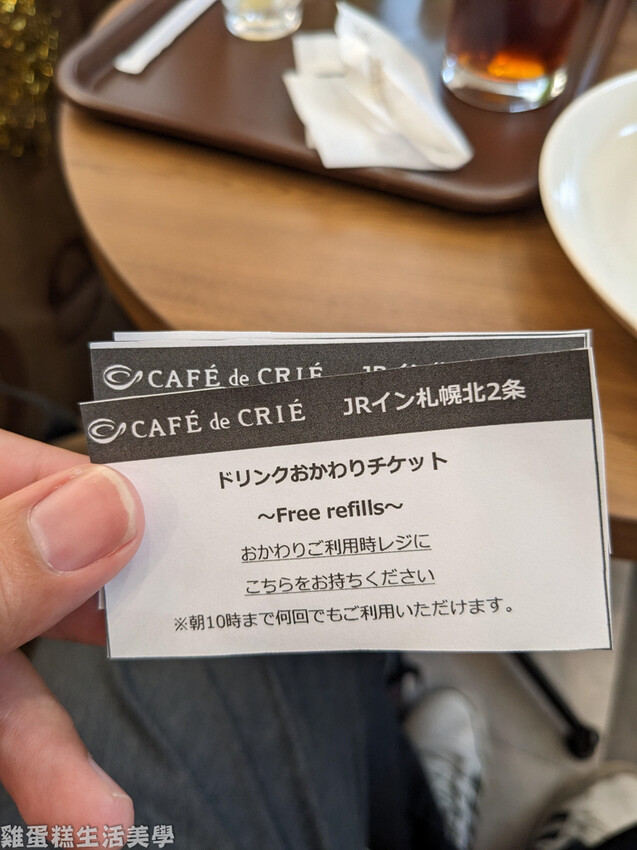 CAFÉ de CRIÉ
CAFÉ de CRIÉ JRイン札幌北2条
ドリンクおかわりチケット
～Free refills～
おかわりご利用時レジに
こちらをお持ちください
※朝10時まで何回でもご利用いただけます。
雞蛋糕生活美學